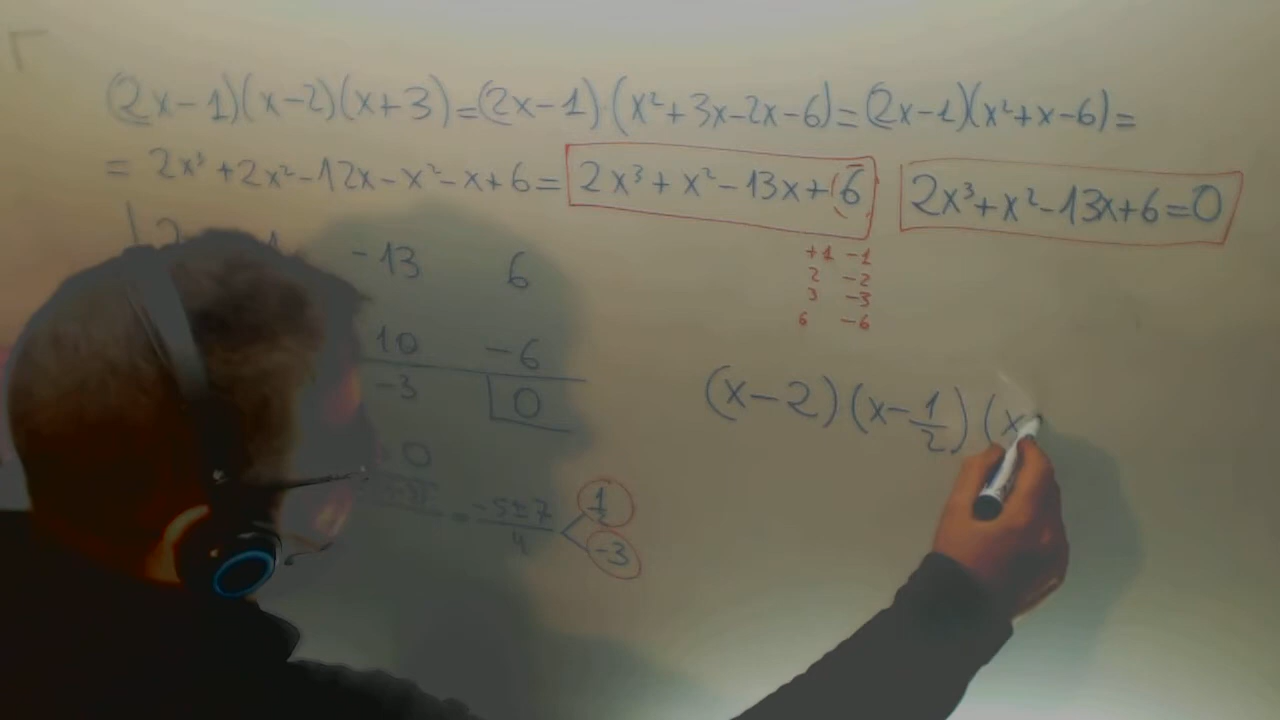 (2x-1)(x-2)(x+3)=(2x-1)(x²+3x-2x-6)=(2x-1)(x²+x-6)=
= 2x³+2x²-12x-x²-x+6= 2x³+x²-13x+6 2x³+x²-13x+6=0
-13 6
+1 -1
2 -2
3 -3
6 -6
10 -6
-3 0
(x-2)(x-1/2)(x
0
= -5±7/4 1/2
-3